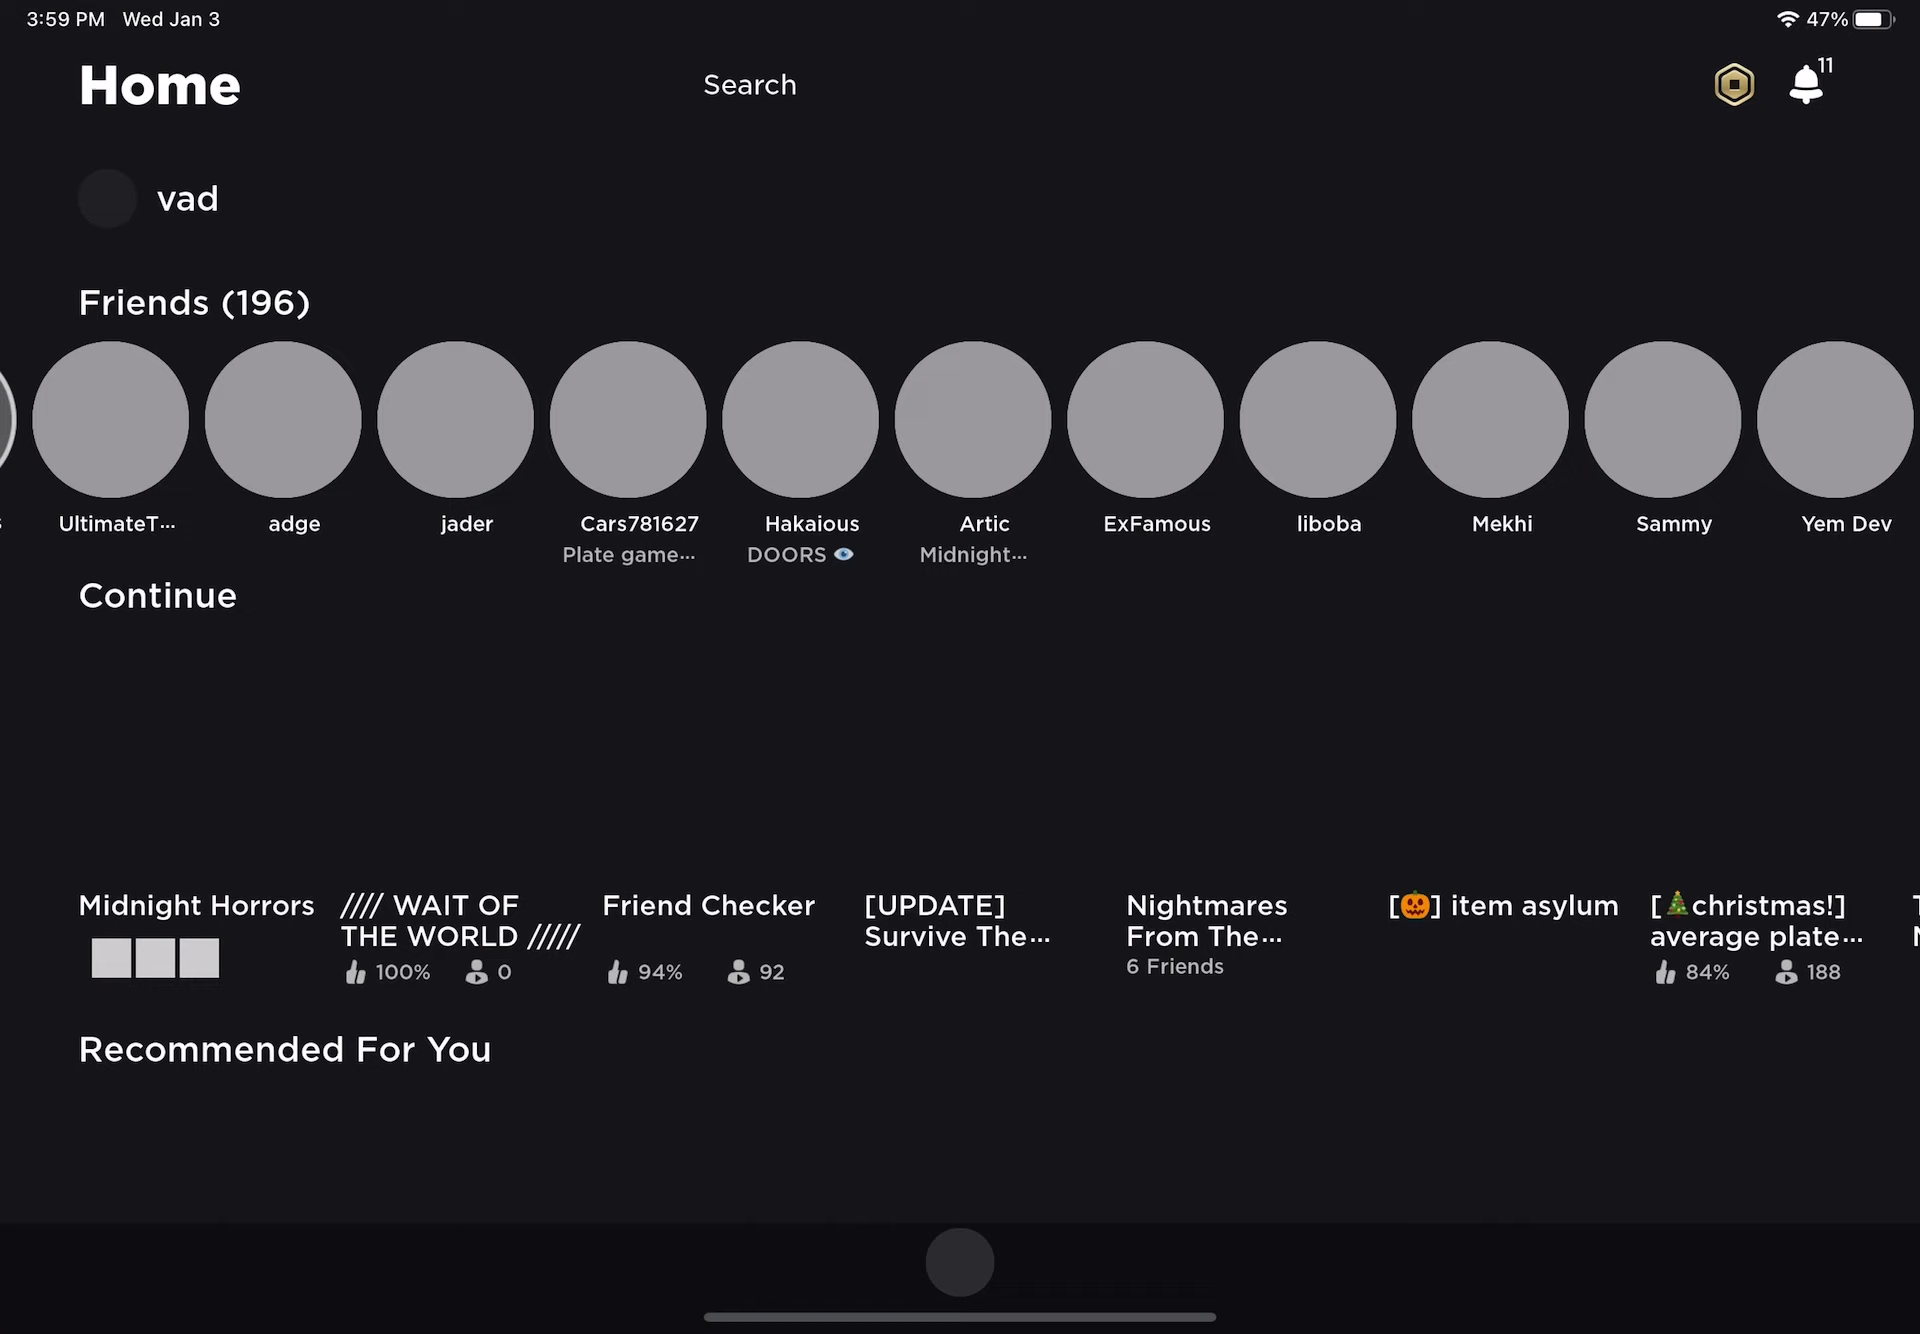 3:59 PM Wed Jan 3
47%
Home
Search
11
vad
Friends (196)
UltimateT...
adge
jader
Cars781627
Hakaious
Artic
ExFamous
liboba
Mekhi
Sammy
Yem Dev
Plate game...
DOORS 👁️
Midnight...
Continue
Midnight Horrors
///// WAIT OF
THE WORLD /////
100% 0
Friend Checker
94% 92
[UPDATE]
Survive The...
Nightmares
From The...
6 Friends
[🎃] item asylum
[🎄christmas!]
average plate...
84% 188
Recommended For You